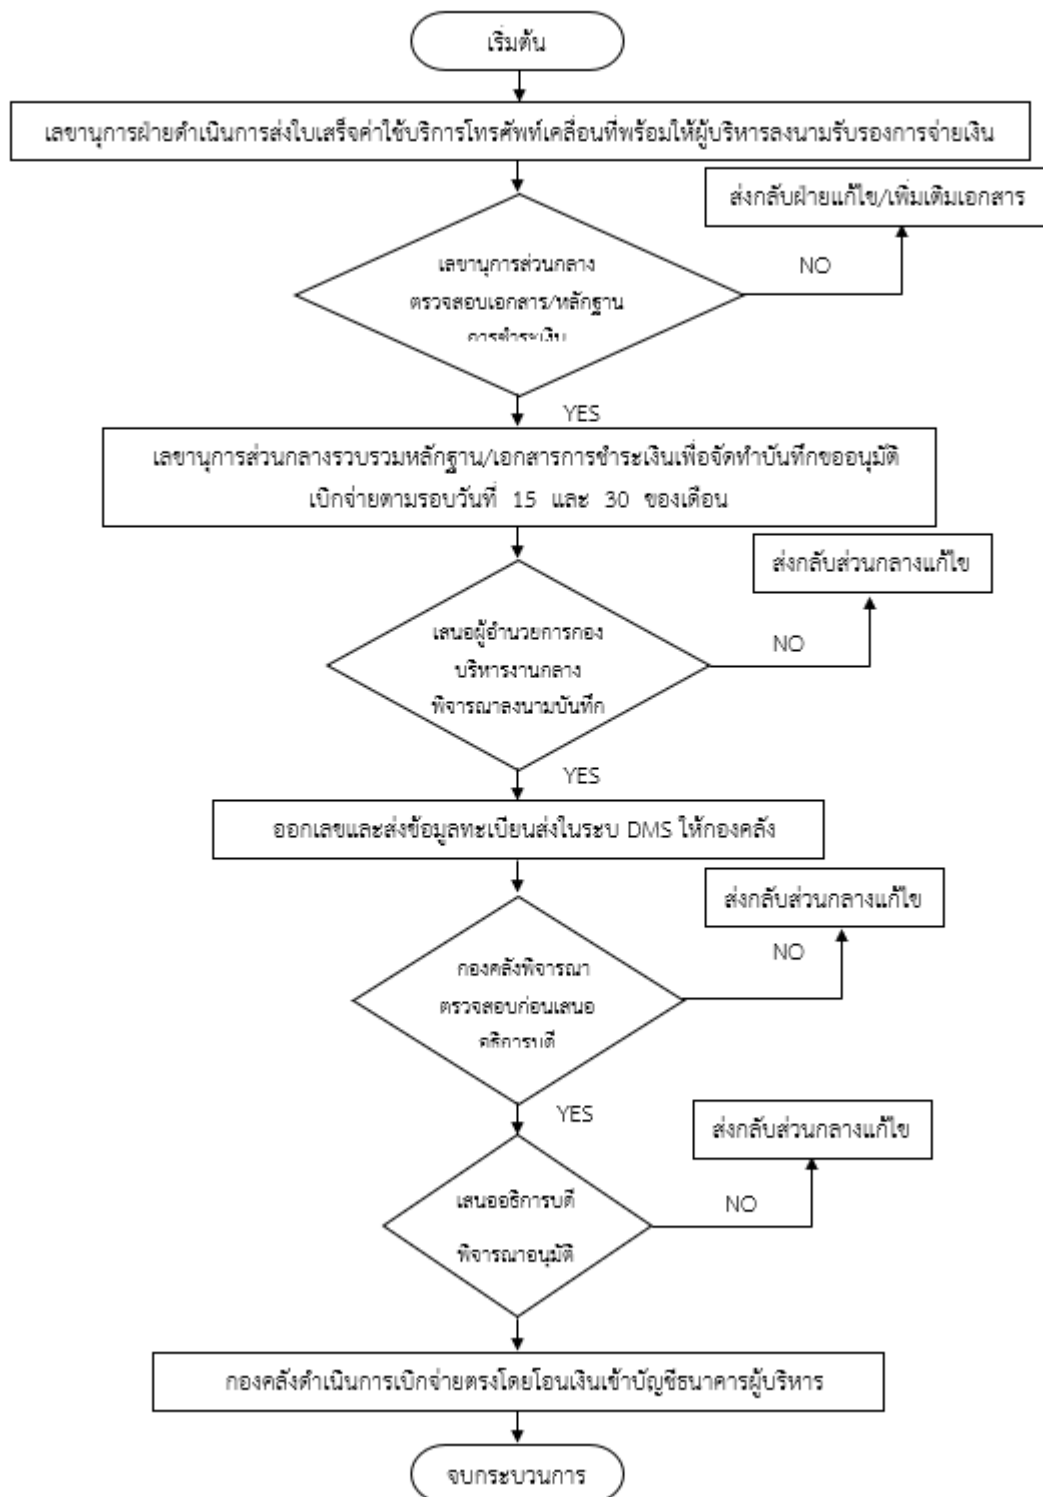 เริ่มต้น
เลขานุการฝ่ายดำเนินการส่งใบเสร็จค่าใช้บริการโทรศัพท์เคลื่อนที่พร้อมให้ผู้บริหารลงนามรับรองการจ่ายเงิน
ส่งกลับฝ่ายแก้ไข/เพิ่มเติมเอกสาร
เลขานุการส่วนกลาง
ตรวจสอบเอกสาร/หลักฐาน
การชำระเงิน
NO
YES
เลขานุการส่วนกลางรวบรวมหลักฐาน/เอกสารการชำระเงินเพื่อจัดทำบันทึกขออนุมัติ
เบิกจ่ายตามรอบวันที่ 15 และ 30 ของเดือน
ส่งกลับส่วนกลางแก้ไข
เสนอผู้อำนวยการกอง
บริหารงานกลาง
พิจารณาลงนามบันทึก
NO
YES
ออกเลขและส่งข้อมูลทะเบียนส่งในระบบ DMS ให้กองคลัง
ส่งกลับส่วนกลางแก้ไข
NO
กองคลังพิจารณา
ตรวจสอบก่อนเสนอ
อธิการบดี
YES
ส่งกลับส่วนกลางแก้ไข
เสนออธิการบดี
พิจารณาอนุมัติ
NO
กองคลังดำเนินการเบิกจ่ายตรงโดยโอนเงินเข้าบัญชีธนาคารผู้บริหาร
จบกระบวนการ